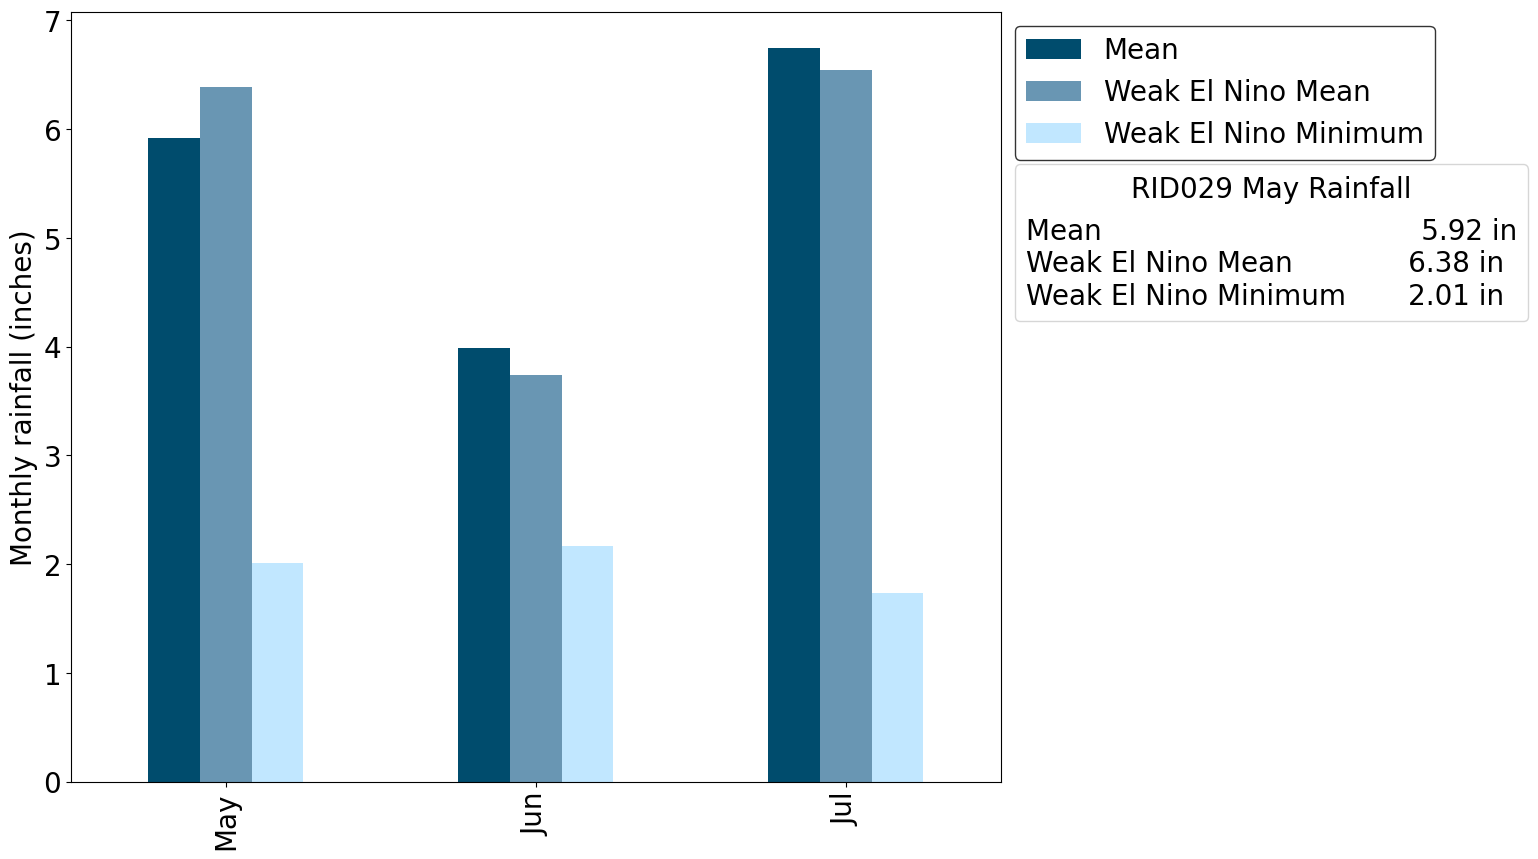 7
6
5
4
3
2
1
0
Monthly rainfall (inches)
May
Jun
Jul
Mean
Weak El Nino Mean
Weak El Nino Minimum
RID029 May Rainfall
Mean 5.92 in
Weak El Nino Mean 6.38 in
Weak El Nino Minimum 2.01 in